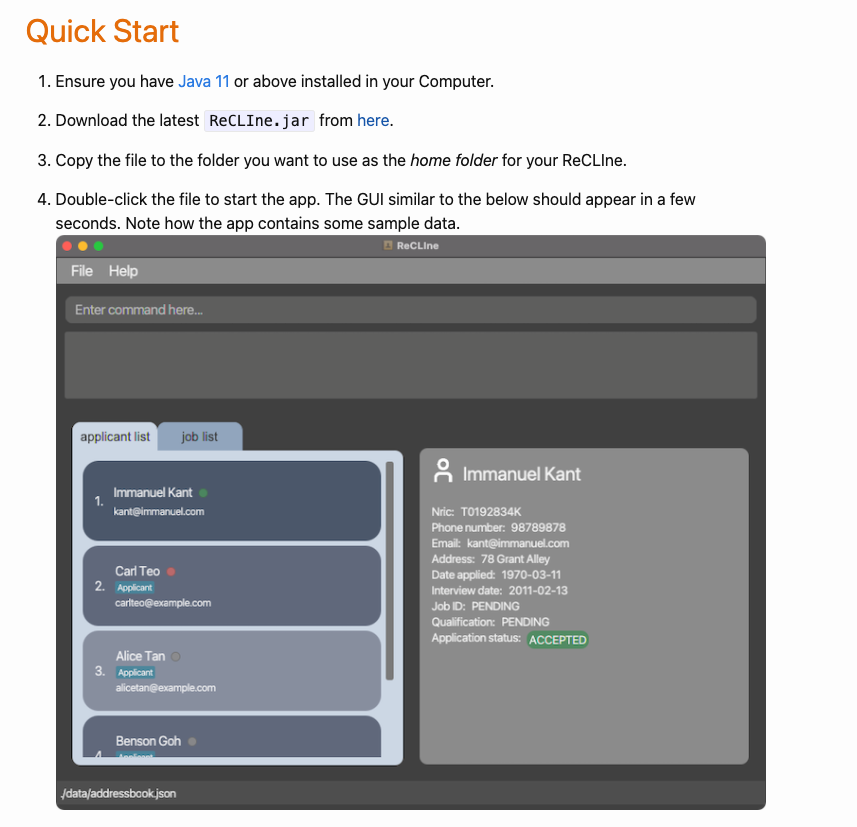 Quick Start
1. Ensure you have Java 11 or above installed in your Computer.
2. Download the latest ReCLIne.jar from here.
3. Copy the file to the folder you want to use as the home folder for your ReCLIne.
4. Double-click the file to start the app. The GUI similar to the below should appear in a few
seconds. Note how the app contains some sample data.
ReCLIne
File Help
Enter command here...
applicant list job list
1. Immanuel Kant
kant@immanuel.com
2. Carl Teo
Applicant
carlteo@example.com
3. Alice Tan
Applicant
alicetan@example.com
4. Benson Goh
Applicant
Immanuel Kant
Nric: T0192834K
Phone number: 98789878
Email: kant@immanuel.com
Address: 78 Grant Alley
Date applied: 1970-03-11
Interview date: 2011-02-13
Job ID: PENDING
Qualification: PENDING
Application status: ACCEPTED
./data/addressbook.json